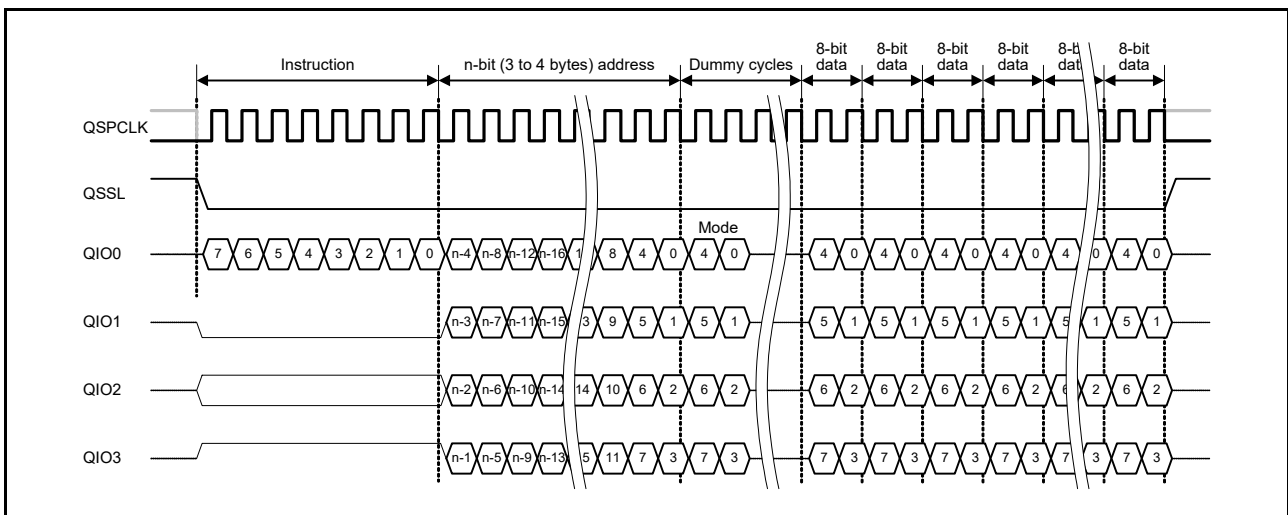 8-bit data 8-bit data 8-bit data 8-bit data 8-b dat 8-bit data
Instruction n-bit (3 to 4 bytes) address Dummy cycles
QSPCLK
QSSL
Mode
QIO0 7 6 5 4 3 2 1 0 n-4 n-8 n-12 n-16 1 8 4 0 4 0 4 0 4 0 4 0 4 0 4 0 4 0
QIO1 n-3 n-7 n-11 n-15 3 9 5 1 5 1 5 1 5 1 5 1 5 1 5 1 5 1
QIO2 n-2 n-6 n-10 n-14 14 10 6 2 6 2 6 2 6 2 6 2 6 2 6 2 6 2
QIO3 n-1 n-5 n-9 n-13 5 11 7 3 7 3 7 3 7 3 7 3 7 3 7 3 7 3